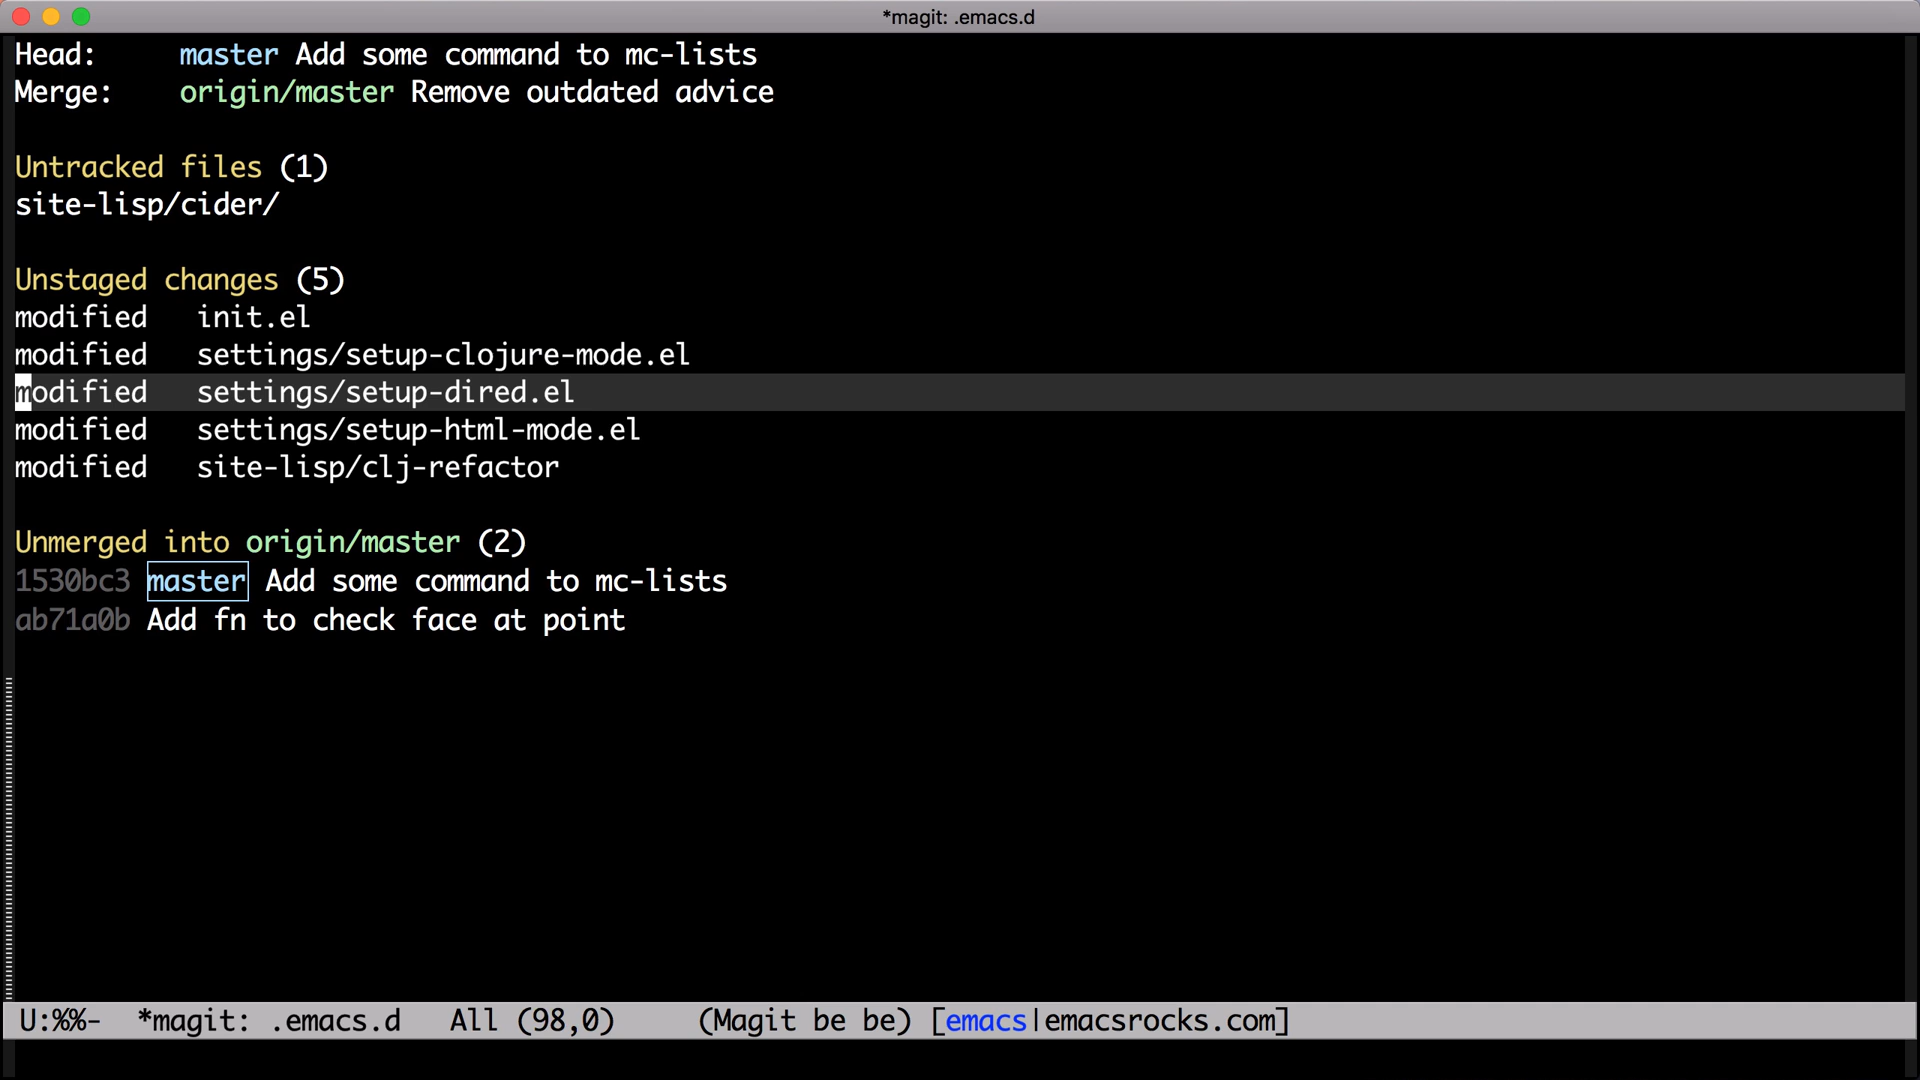 *magit: .emacs.d
Head:     master Add some command to mc-lists
Merge:    origin/master Remove outdated advice
Untracked files (1)
site-lisp/cider/
Unstaged changes (5)
modified   init.el
modified   settings/setup-clojure-mode.el
modified   settings/setup-dired.el
modified   settings/setup-html-mode.el
modified   site-lisp/clj-refactor
Unmerged into origin/master (2)
1530bc3 master Add some command to mc-lists
ab71a0b Add fn to check face at point
U:%%-  *magit: .emacs.d   All (98,0)     (Magit be be) [emacs|emacsrocks.com]